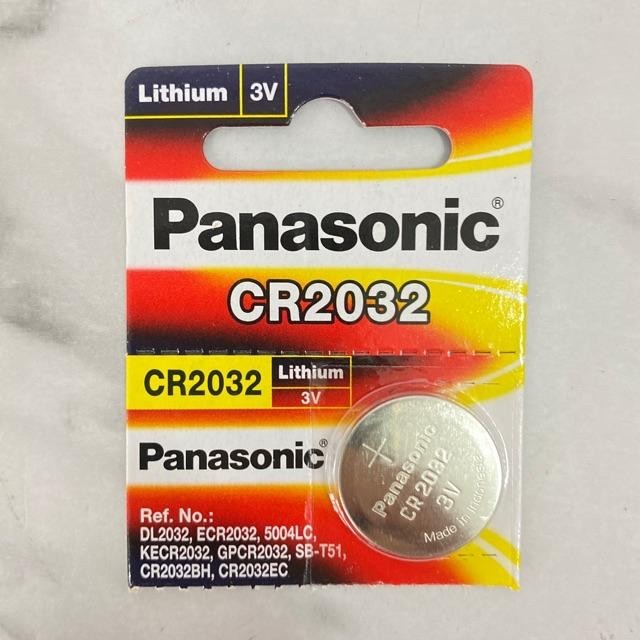 Lithium 3V
Panasonic®
CR2032
CR2032 Lithium
3V
Panasonic®
Ref. No.:
DL2032, ECR2032, 5004LC,
KECR2032, GPCR2032, SB-T51,
CR2032BH, CR2032EC
+
Panasonic
CR2032
3V
Made in Indonesia